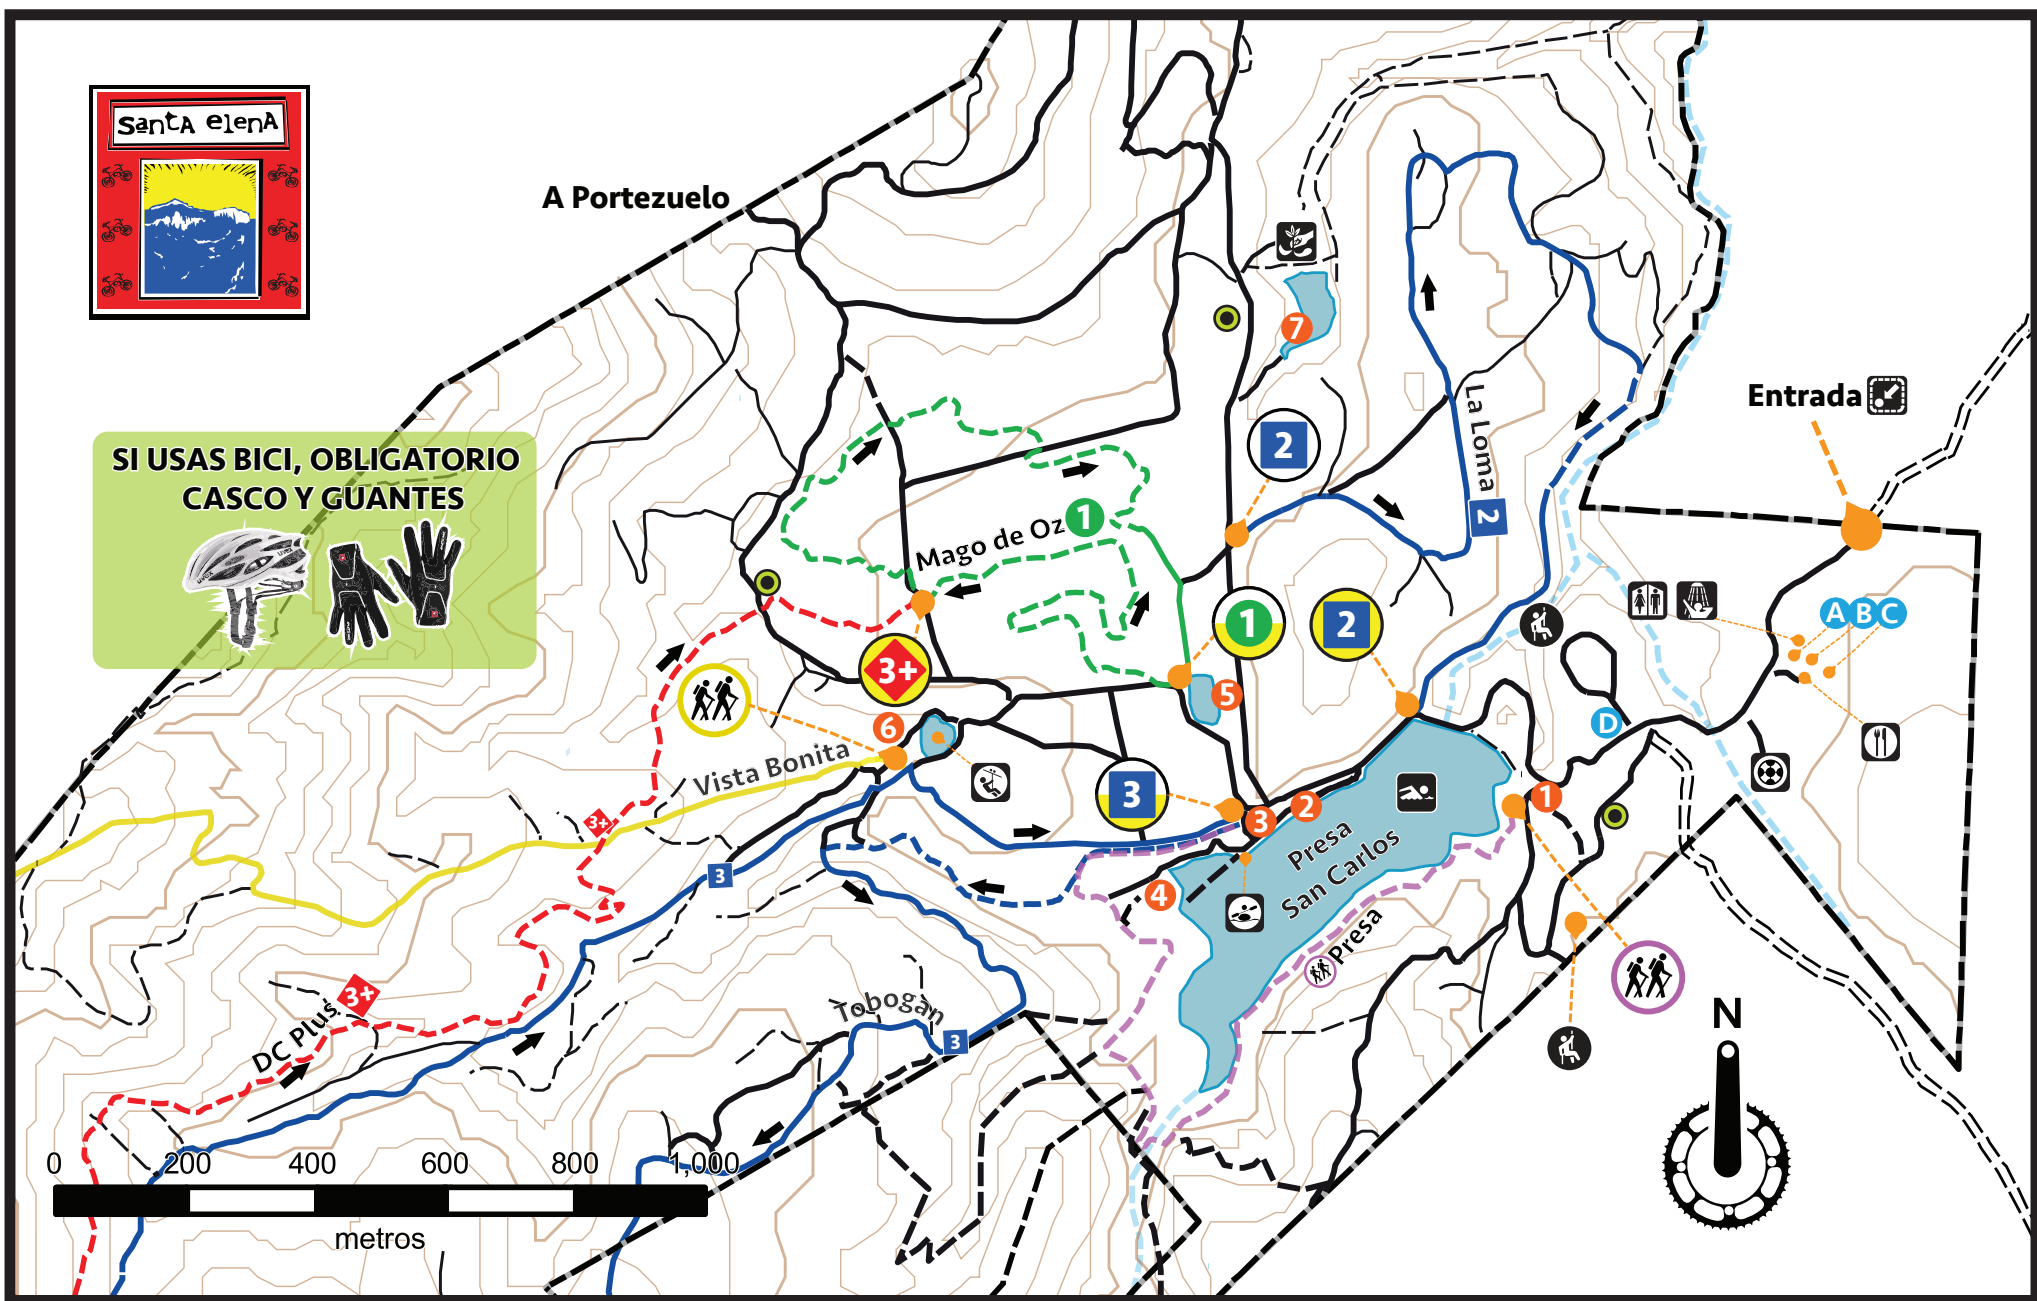 Santa Elena
A Portezuelo
SI USAS BICI, OBLIGATORIO
CASCO Y GUANTES
Entrada
7
2
La Loma
2
Mago de Oz
1
1
2
A
B
C
3+
5
6
D
Vista Bonita
3
3
2
1
3+
3
Presa
San Carlos
4
Presa
3+
DC Plus
Tobogán
3
N
0
200
400
600
800
1,000
metros